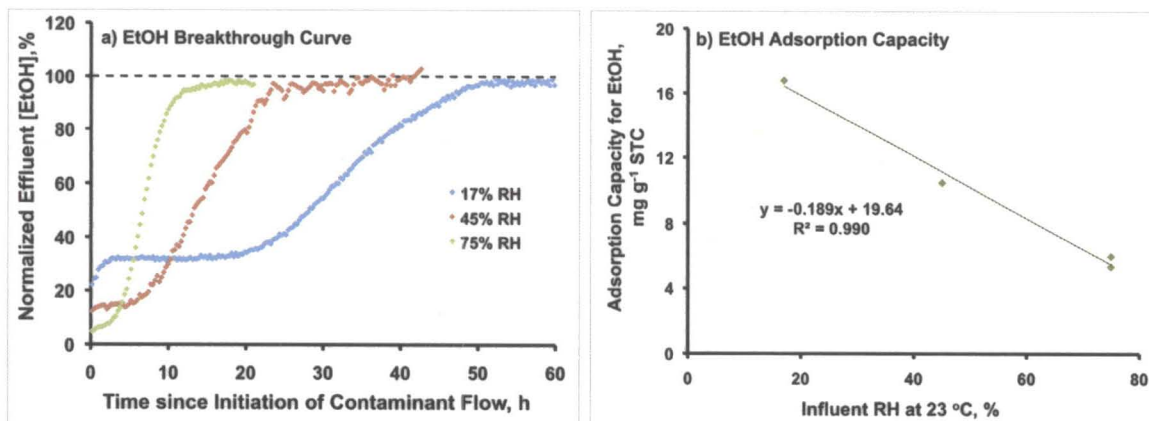 a) EtOH Breakthrough Curve
Normalized Effluent [EtOH],%
120
100
80
60
40
20
0
17% RH
45% RH
75% RH
0 10 20 30 40 50 60
Time since Initiation of Contaminant Flow, h
b) EtOH Adsorption Capacity
Adsorption Capacity for EtOH,
mg g⁻¹ STC
20
16
12
8
4
0
y = -0.189x + 19.64
R² = 0.990
0 20 40 60 80
Influent RH at 23 °C, %